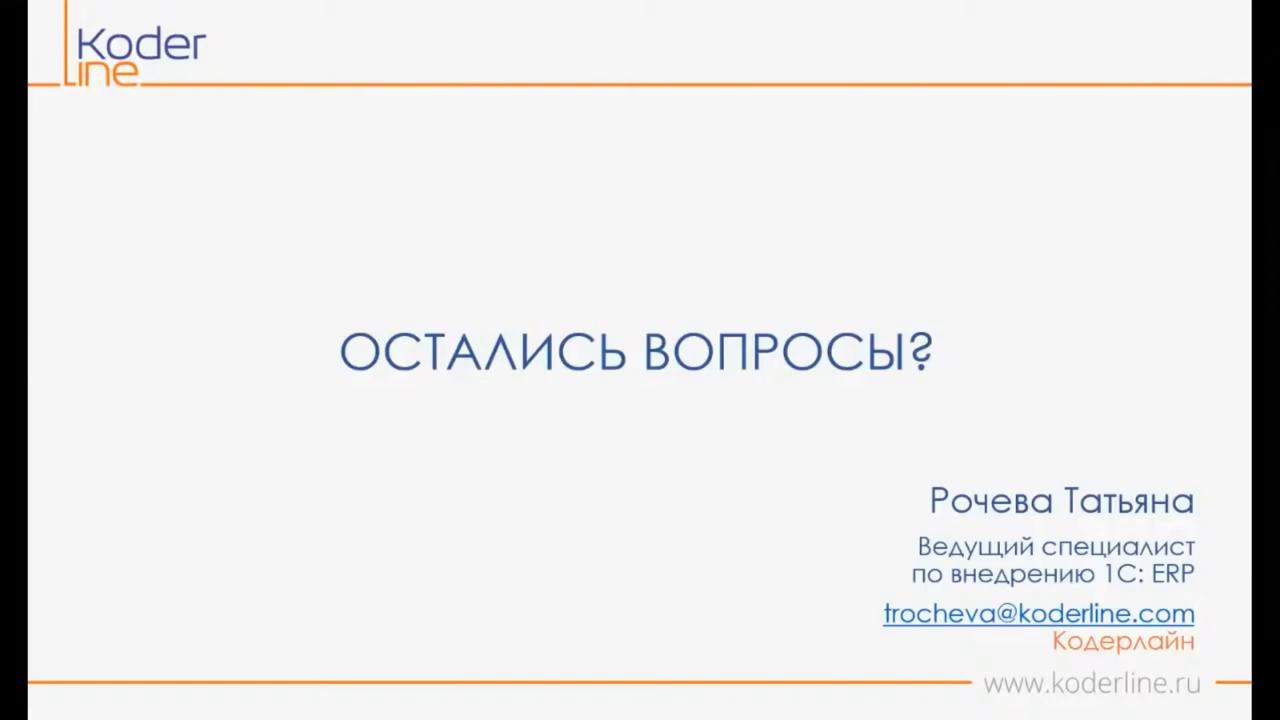 Koder
line
ОСТАЛИСЬ ВОПРОСЫ?
Рочева Татьяна
Ведущий специалист
по внедрению 1С: ERP
trocheva@koderline.com
Кодерлайн
www.koderline.ru